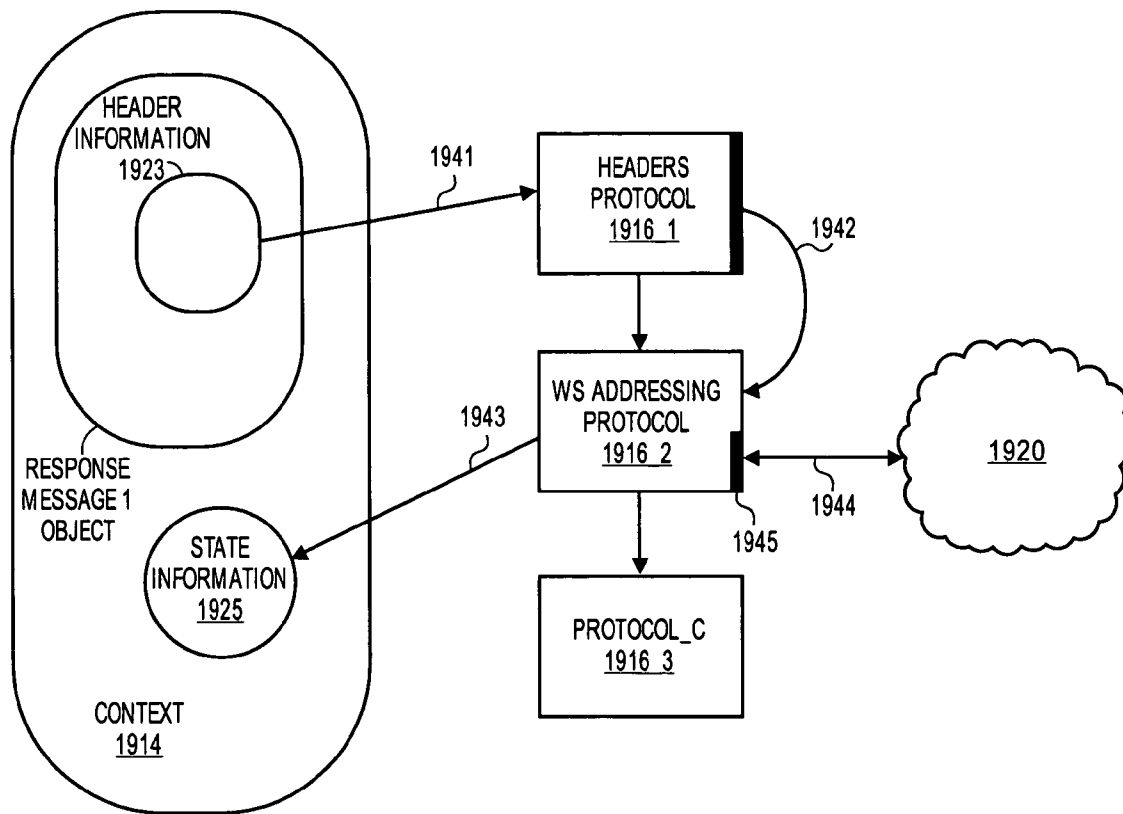 HEADER
INFORMATION
1923
1941
HEADERS
PROTOCOL
1916_1
1942
WS ADDRESSING
PROTOCOL
1916_2
1943
1920
1944
1945
RESPONSE
MESSAGE 1
OBJECT
STATE
INFORMATION
1925
PROTOCOL_C
1916_3
CONTEXT
1914